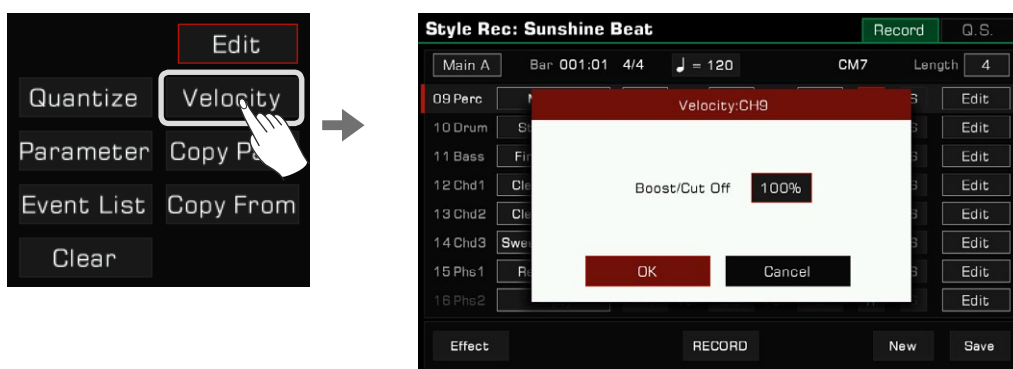 Edit
Quantize Velocity
Parameter Copy
Event List Copy From
Clear
Style Rec: Sunshine Beat Record Q.S.
Main A Bar 001:01 4/4 ♩ = 120 CM7 Length 4
09 Perc Edit
Velocity:CH9
10 Drum Edit
11 Bass Edit
12 Chd1 Edit
Boost/Cut Off 100%
13 Chd2 Edit
14 Chd3 Edit
15 Phs1 Edit
OK Cancel
16 Phs2 Edit
Effect RECORD New Save